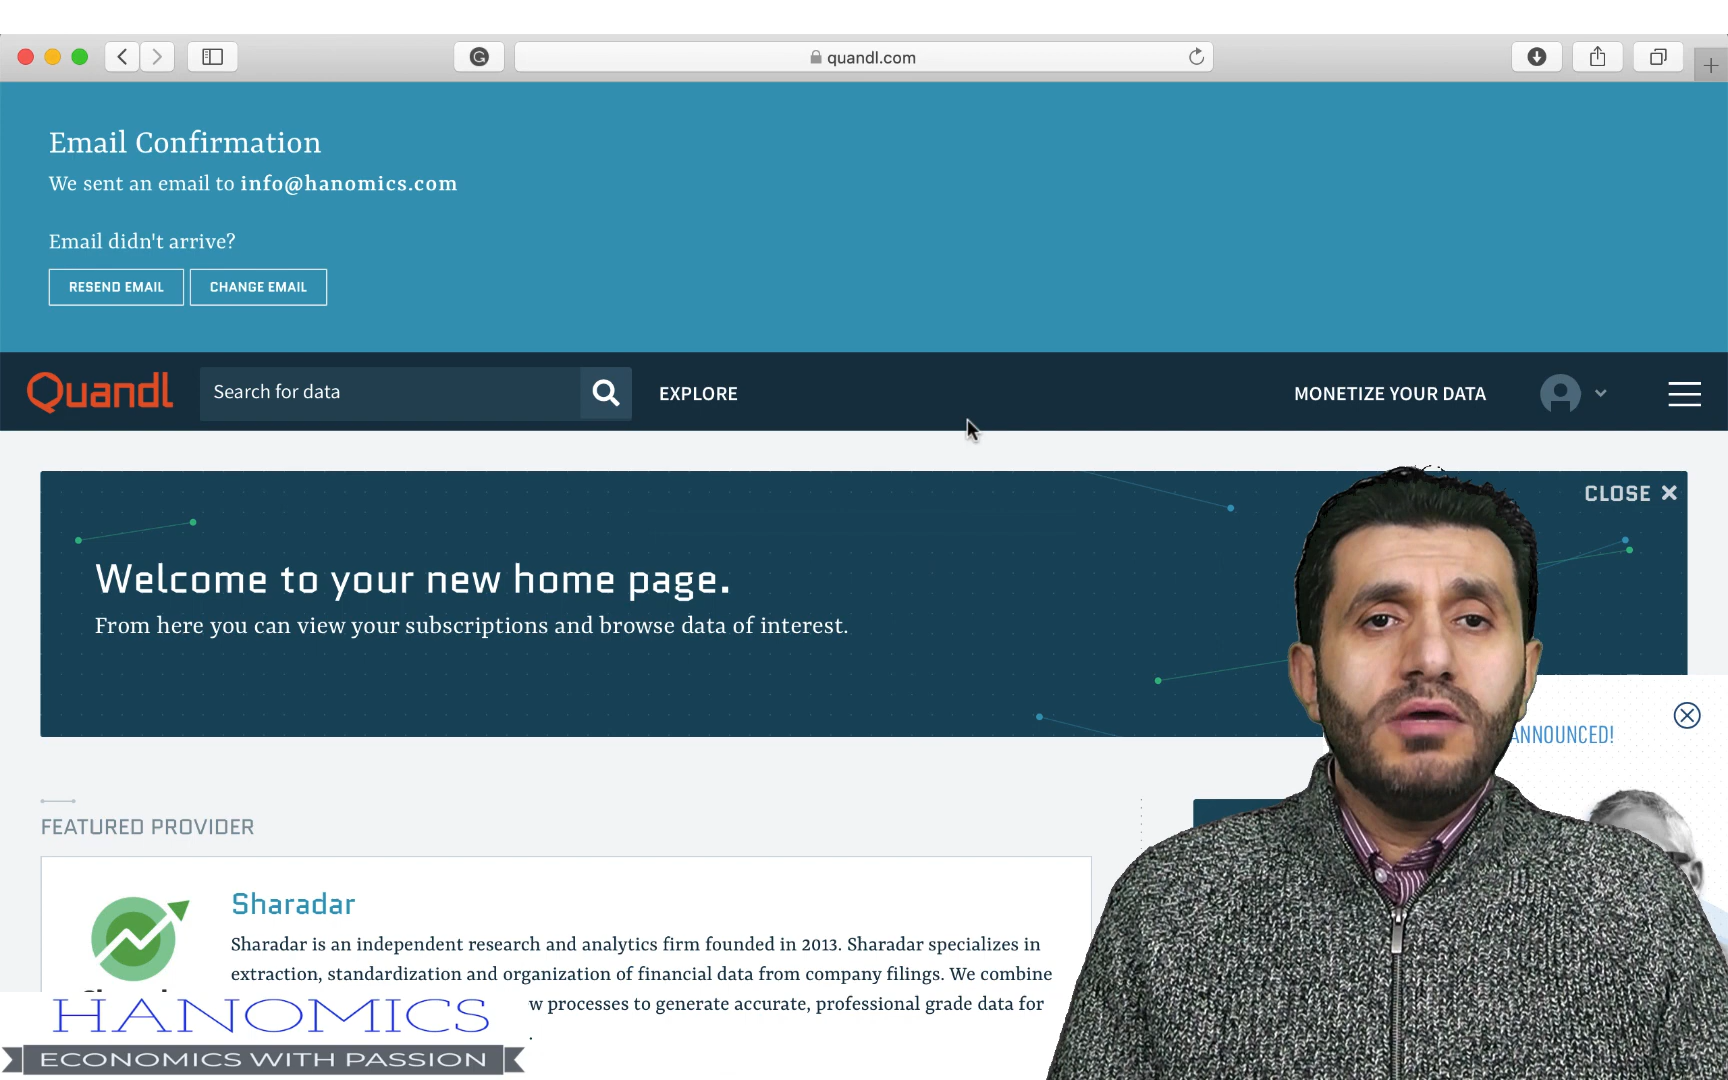 quandl.com
Email Confirmation
We sent an email to info@hanomics.com
Email didn't arrive?
RESEND EMAIL
CHANGE EMAIL
Quandl
Search for data
EXPLORE
MONETIZE YOUR DATA
CLOSE
Welcome to your new home page.
From here you can view your subscriptions and browse data of interest.
ANNOUNCED!
FEATURED PROVIDER
Sharadar
Sharadar is an independent research and analytics firm founded in 2013. Sharadar specializes in
extraction, standardization and organization of financial data from company filings. We combine
w processes to generate accurate, professional grade data for
HANOMICS
ECONOMICS WITH PASSION